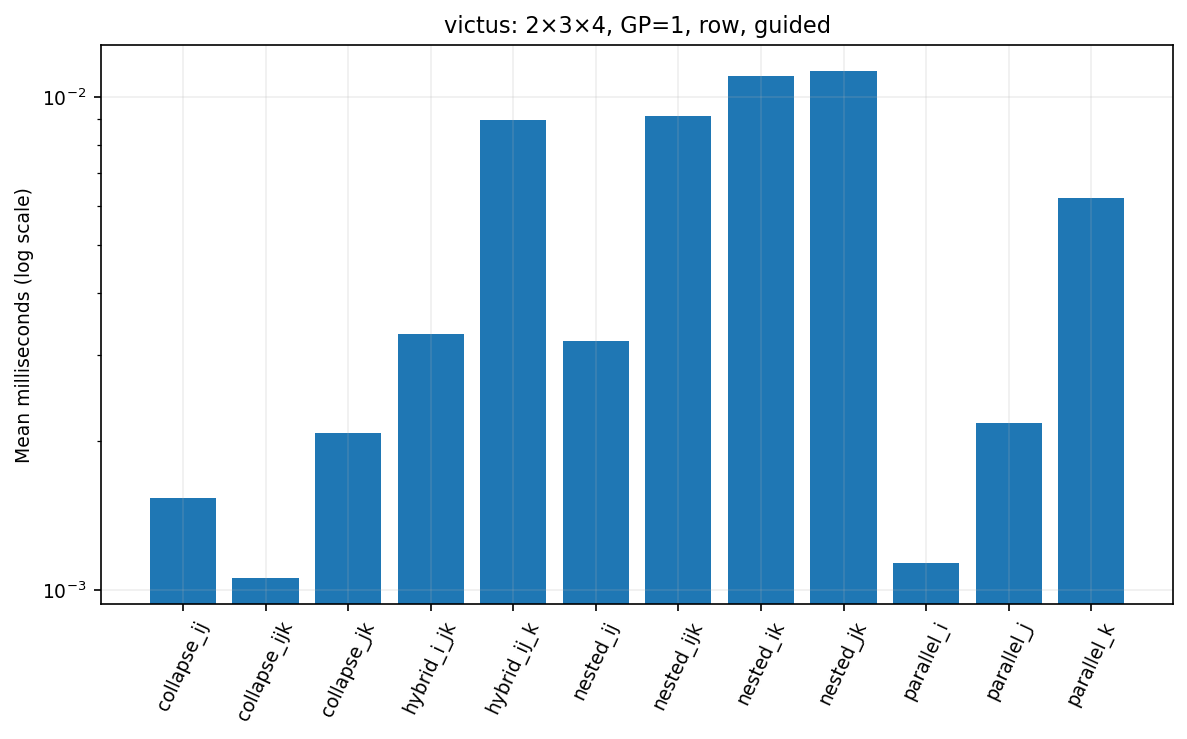 victus: 2×3×4, GP=1, row, guided
Mean milliseconds (log scale)
10⁻²
10⁻³
collapse_ij
collapse_ijk
collapse_jk
hybrid_i_jk
hybrid_ij_k
nested_ij
nested_ijk
nested_ik
nested_jk
parallel_i
parallel_j
parallel_k